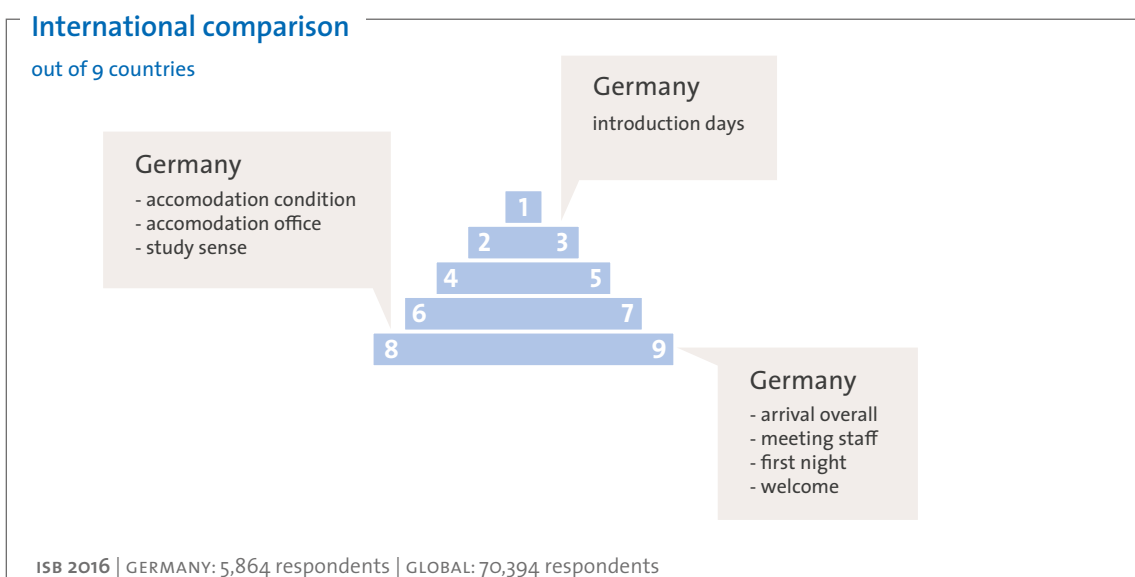 International comparison
out of 9 countries
Germany
introduction days
Germany
- accomodation condition
- accomodation office
- study sense
1
2 3
4 5
6 7
8 9
Germany
- arrival overall
- meeting staff
- first night
- welcome
ISB 2016 | GERMANY: 5,864 respondents | GLOBAL: 70,394 respondents